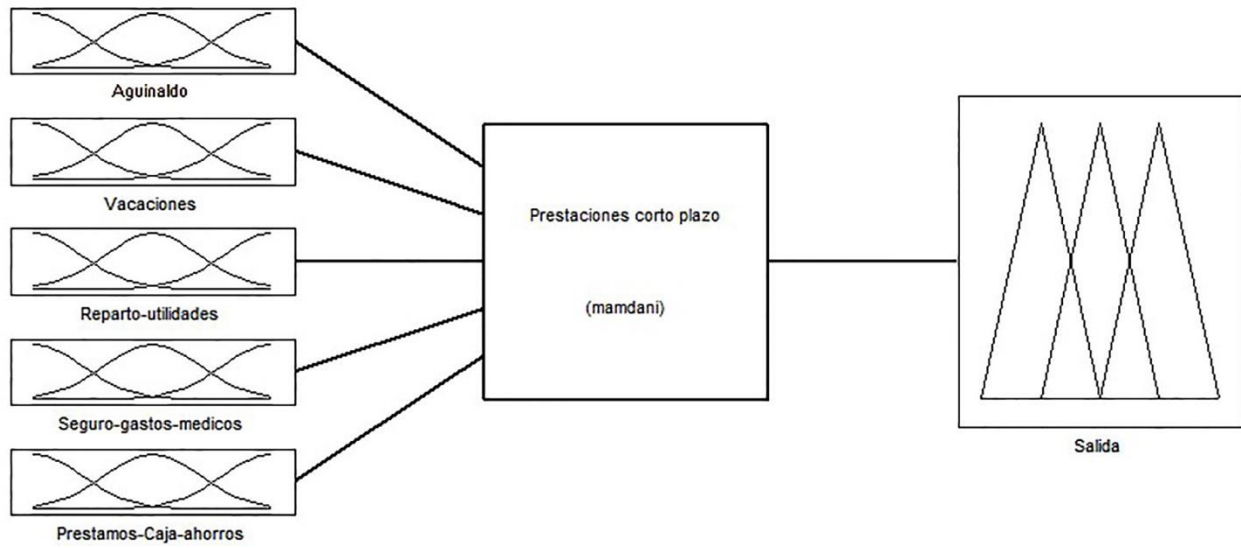 Aguinaldo
Vacaciones
Reparto-utilidades
Seguro-gastos-medicos
Prestamos-Caja-ahorros
Prestaciones corto plazo
(mamdani)
Salida